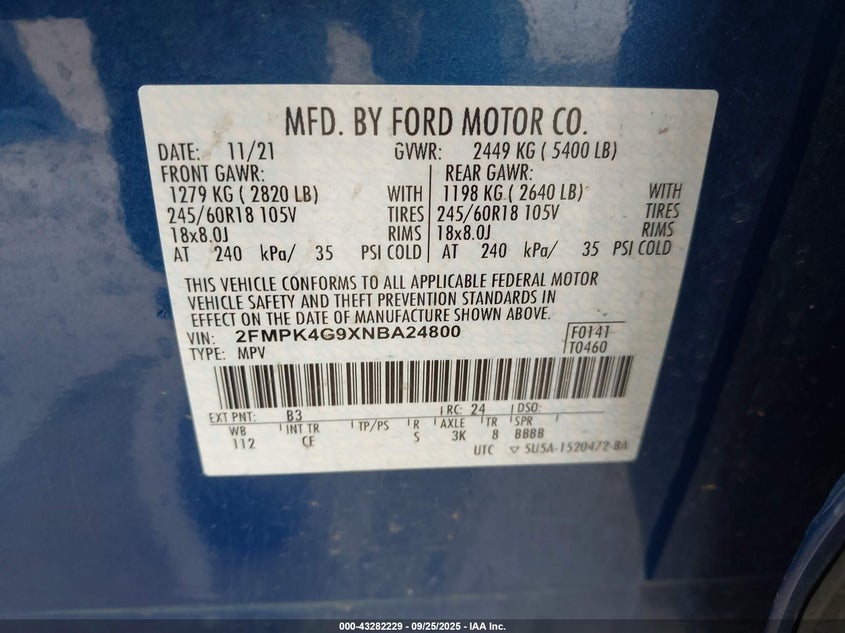 MFD. BY FORD MOTOR CO.
DATE: 11/21 GVWR: 2449 KG ( 5400 LB)
FRONT GAWR: REAR GAWR:
1279 KG ( 2820 LB) WITH 1198 KG ( 2640 LB) WITH
245/60R18 105V TIRES 245/60R18 105V TIRES
18x8.0J RIMS 18x8.0J RIMS
AT 240 kPa/ 35 PSI COLD AT 240 kPa/ 35 PSI COLD
THIS VEHICLE CONFORMS TO ALL APPLICABLE FEDERAL MOTOR
VEHICLE SAFETY AND THEFT PREVENTION STANDARDS IN
EFFECT ON THE DATE OF MANUFACTURE SHOWN ABOVE.
VIN: 2FMPK4G9XNBA24800 F0141
TYPE: MPV T0460
EXT PNT: B3 RC: 24 DSO:
WB INT TR TP/PS R AXLE TR SPR
112 CE S 3K 8 BBBB
UTC ▽ 5U5A-1520472-BA
000-43282229 - 09/25/2025 - IAA Inc.